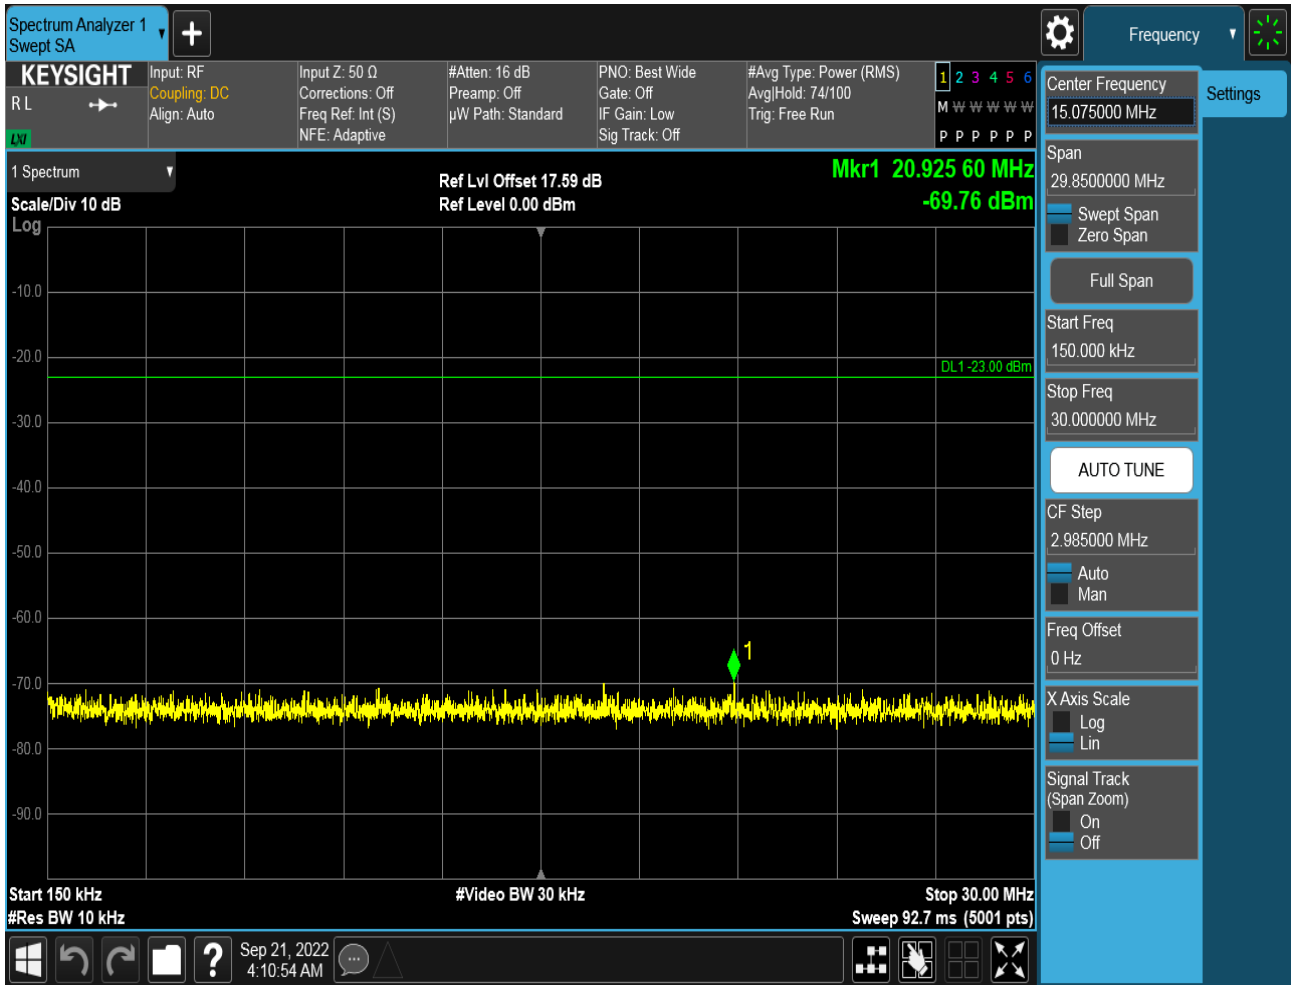 Spectrum Analyzer 1
Swept SA
Frequency
KEYSIGHT
R L
LXI
Input: RF
Coupling: DC
Align: Auto
Input Z: 50 Ω
Corrections: Off
Freq Ref: Int (S)
NFE: Adaptive
#Atten: 16 dB
Preamp: Off
µW Path: Standard
PNO: Best Wide
Gate: Off
IF Gain: Low
Sig Track: Off
#Avg Type: Power (RMS)
Avg|Hold: 74/100
Trig: Free Run
1 2 3 4 5 6
M W W W W W
P P P P P P
1 Spectrum
Scale/Div 10 dB
Log
Ref Lvl Offset 17.59 dB
Ref Level 0.00 dBm
Mkr1 20.925 60 MHz
-69.76 dBm
-10.0
-20.0
DL1 -23.00 dBm
-30.0
-40.0
-50.0
-60.0
1
-70.0
-80.0
-90.0
Start 150 kHz
#Video BW 30 kHz
Stop 30.00 MHz
#Res BW 10 kHz
Sweep 92.7 ms (5001 pts)
?
Sep 21, 2022
4:10:54 AM
Center Frequency
15.075000 MHz
Settings
Span
29.8500000 MHz
Swept Span
Zero Span
Full Span
Start Freq
150.000 kHz
Stop Freq
30.000000 MHz
AUTO TUNE
CF Step
2.985000 MHz
Auto
Man
Freq Offset
0 Hz
X Axis Scale
Log
Lin
Signal Track
(Span Zoom)
On
Off